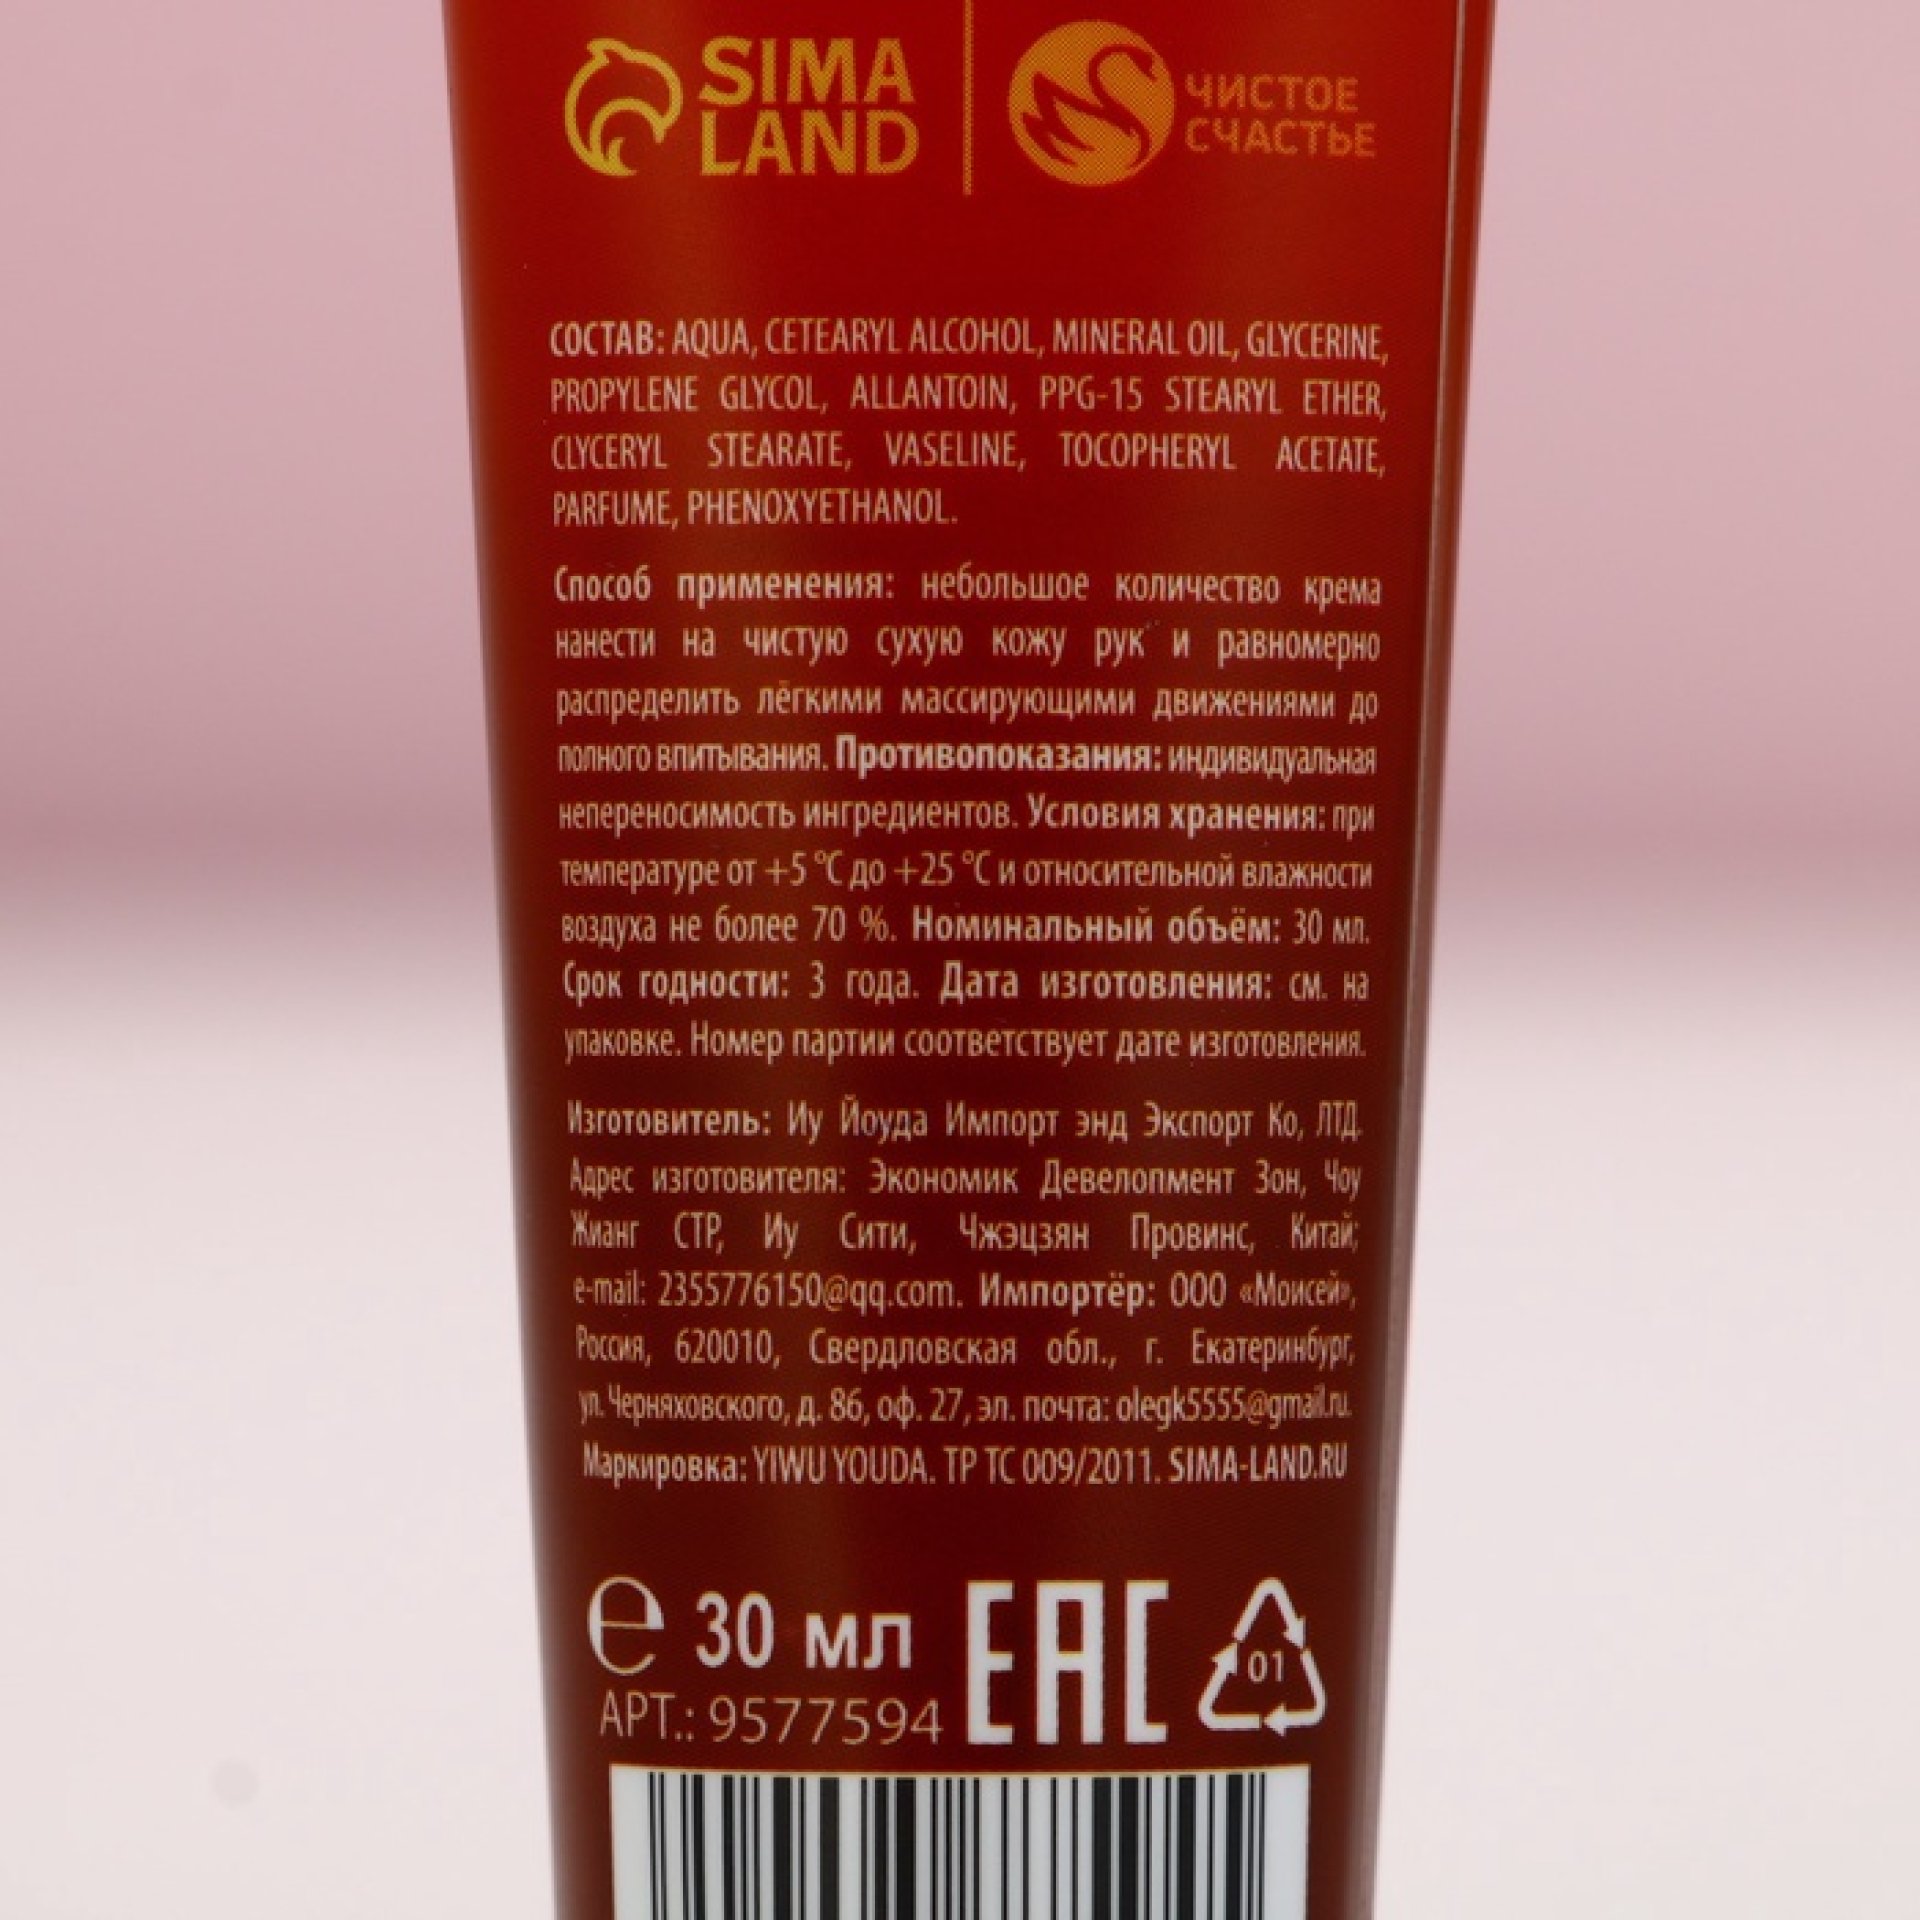 SIMA
LAND
ЧИСТОЕ
СЧАСТЬЕ
СОСТАВ: AQUA, CETEARYL ALCOHOL, MINERAL OIL, GLYCERINE,
PROPYLENE GLYCOL, ALLANTOIN, PPG-15 STEARYL ETHER,
CLYCERYL STEARATE, VASELINE, TOCOPHERYL ACETATE,
PARFUME, PHENOXYETHANOL.
Способ применения: небольшое количество крема
нанести на чистую сухую кожу рук и равномерно
распределить лёгкими массирующими движениями до
полного впитывания. Противопоказания: индивидуальная
непереносимость ингредиентов. Условия хранения: при
температуре от +5 °С до +25 °С и относительной влажности
воздуха не более 70 %. Номинальный объём: 30 мл.
Срок годности: 3 года. Дата изготовления: см. на
упаковке. Номер партии соответствует дате изготовления.
Изготовитель: Иу Йоуда Импорт энд Экспорт Ко, ЛТД.
Адрес изготовителя: Экономик Девелопмент Зон, Чоу
Жианг СТР, Иу Сити, Чжэцзян Провинс, Китай;
e-mail: 2355776150@qq.com. Импортёр: ООО «Моисей»,
Россия, 620010, Свердловская обл., г. Екатеринбург,
ул. Черняховского, д. 86, оф. 27, эл. почта: olegk5555@gmail.ru.
Маркировка: YIWU YOUDA. ТР ТС 009/2011. SIMA-LAND.RU
e 30 мл EAC 01
АРТ.: 9577594